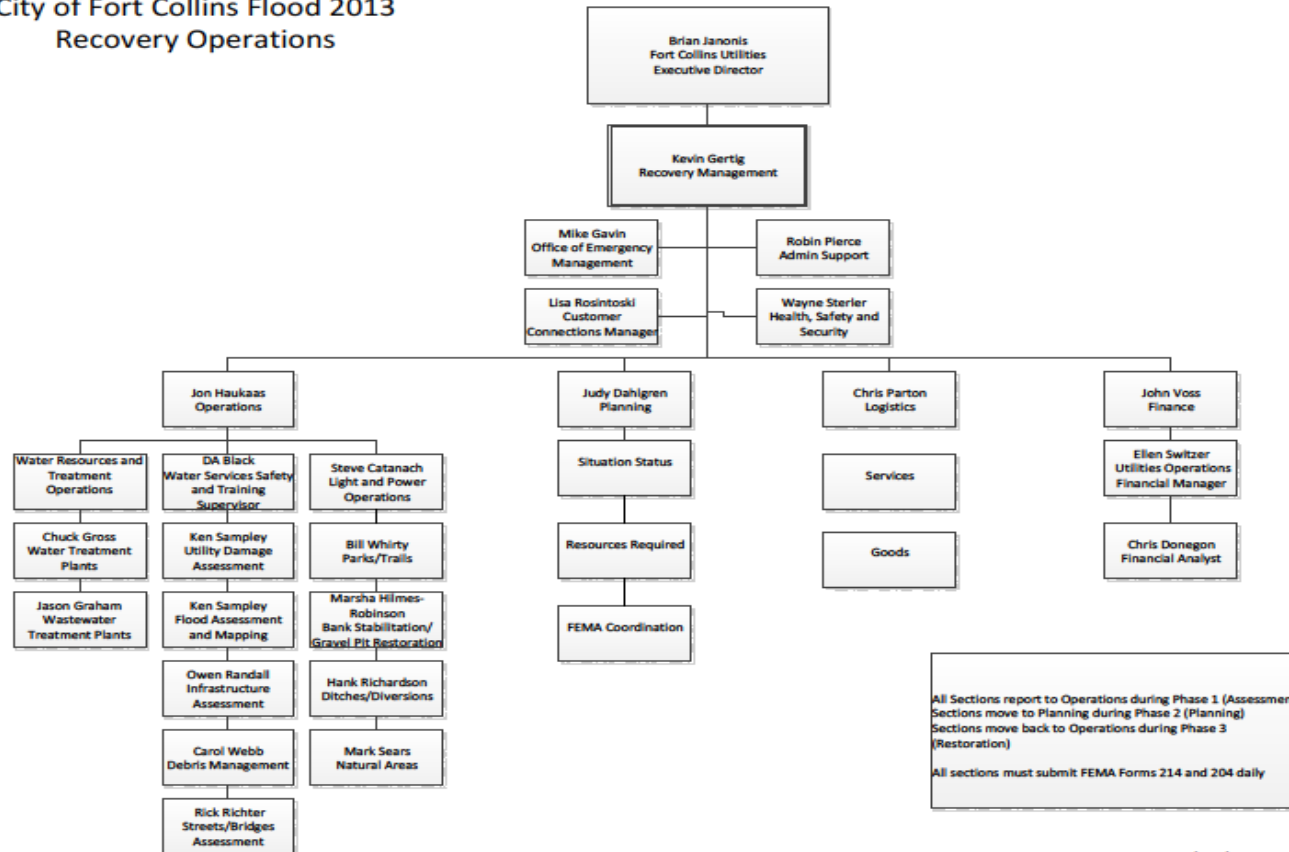 City of Fort Collins Flood 2013
Recovery Operations
Brian Janonis
Fort Collins Utilities
Executive Director
Kevin Gertig
Recovery Management
Mike Gavin
Office of Emergency
Management
Robin Pierce
Admin Support
Lisa Rosintoski
Customer
Connections Manager
Wayne Sterler
Health, Safety and
Security
Jon Haukaas
Operations
Judy Dahlgren
Planning
Chris Parton
Logistics
John Voss
Finance
Water Resources and
Treatment
Operations
Chuck Gross
Water Treatment
Plants
Jason Graham
Wastewater
Treatment Plants
DA Black
Water Services Safety
and Training
Supervisor
Ken Sampley
Utility Damage
Assessment
Ken Sampley
Flood Assessment
and Mapping
Owen Randall
Infrastructure
Assessment
Carol Webb
Debris Management
Rick Richter
Streets/Bridges
Assessment
Steve Catanach
Light and Power
Operations
Bill Whirty
Parks/Trails
Marsha Hilmes-
Robinson
Bank Stabilitation/
Gravel Pit Restoration
Hank Richardson
Ditches/Diversions
Mark Sears
Natural Areas
Situation Status
Resources Required
FEMA Coordination
Services
Goods
Ellen Switzer
Utilities Operations
Financial Manager
Chris Donegon
Financial Analyst
All Sections report to Operations during Phase 1 (Assessmen
Sections move to Planning during Phase 2 (Planning)
Sections move back to Operations during Phase 3
(Restoration)
All sections must submit FEMA Forms 214 and 204 daily